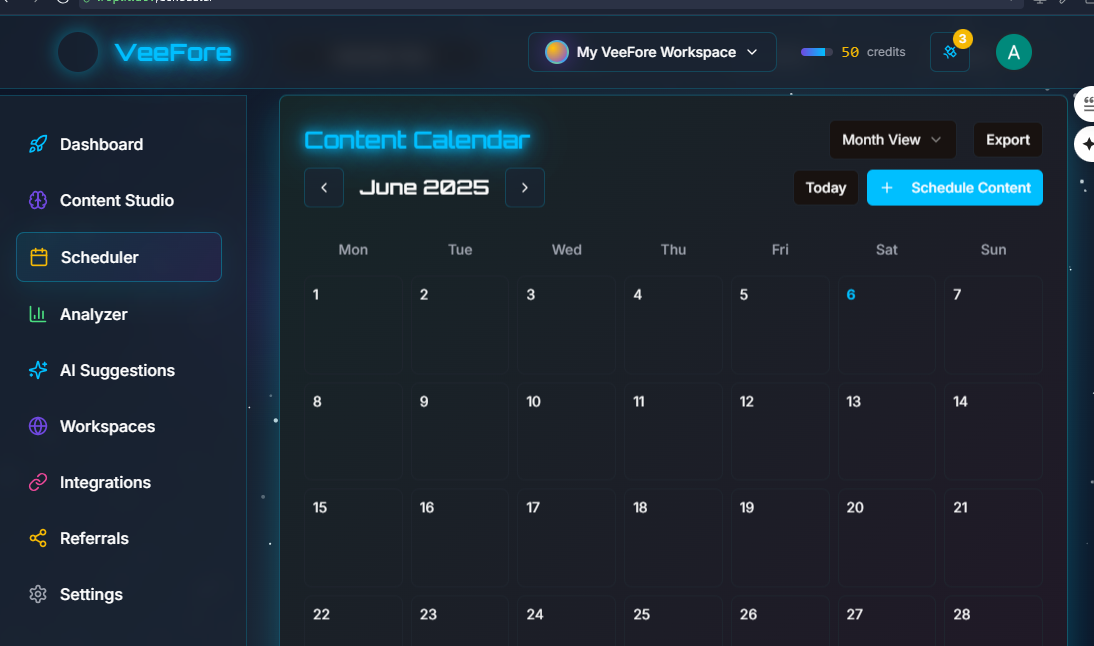 VeeFore
My VeeFore Workspace
50 credits
3
A
Dashboard
Content Studio
Scheduler
Analyzer
AI Suggestions
Workspaces
Integrations
Referrals
Settings
Content Calendar
Month View
Export
June 2025
Today
+ Schedule Content
Mon Tue Wed Thu Fri Sat Sun
1 2 3 4 5 6 7
8 9 10 11 12 13 14
15 16 17 18 19 20 21
22 23 24 25 26 27 28